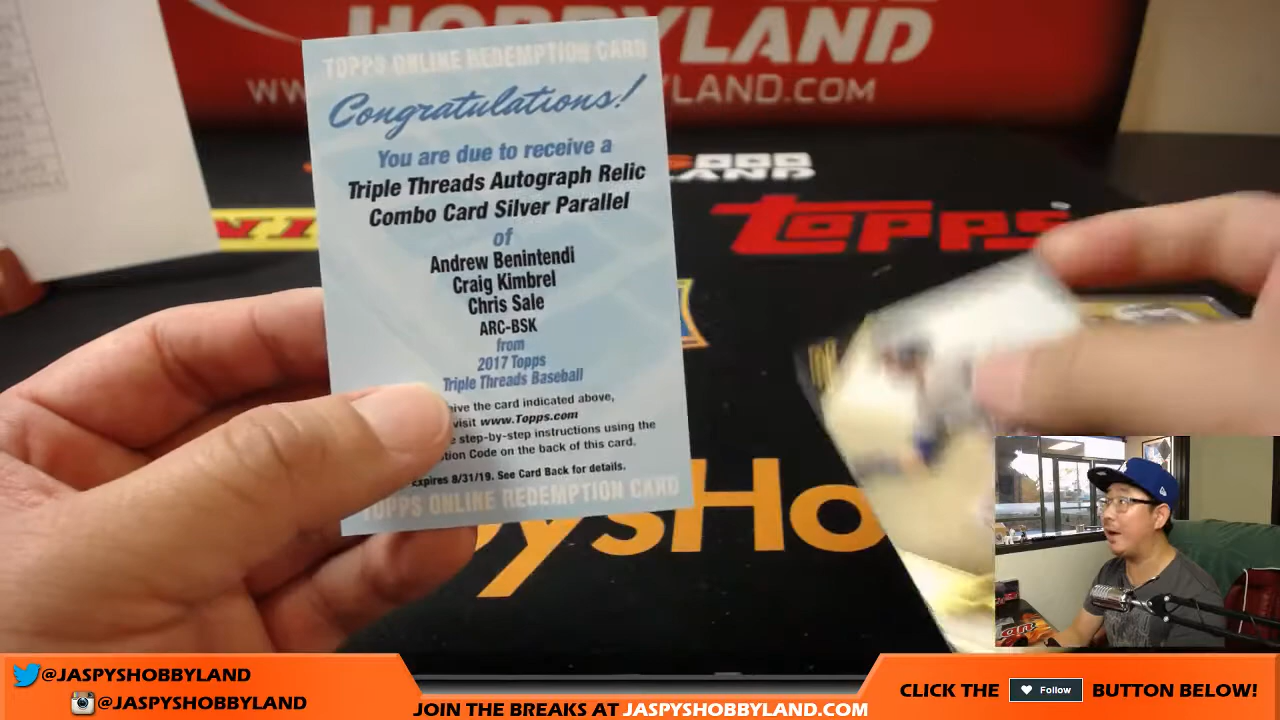 HOBBYLAND
WWW.
HOBBYLAND.COM
TOPPS ONLINE REDEMPTION CARD
Congratulations!
You are due to receive a
Triple Threads Autograph Relic
Combo Card Silver Parallel
of
Andrew Benintendi
Craig Kimbrel
Chris Sale
ARC-BSK
from
2017 Topps
Triple Threads Baseball
the card indicated above,
visit www.Topps.com
step-by-step instructions using the
Code on the back of this card.
Expires 8/31/19. See Card Back for details.
TOPPS ONLINE REDEMPTION CARD
LAND
Topps
pysHo
@JASPYSHOBBYLAND
@JASPYSHOBBYLAND
JOIN THE BREAKS AT JASPYSHOBBYLAND.COM
CLICK THE Follow BUTTON BELOW!